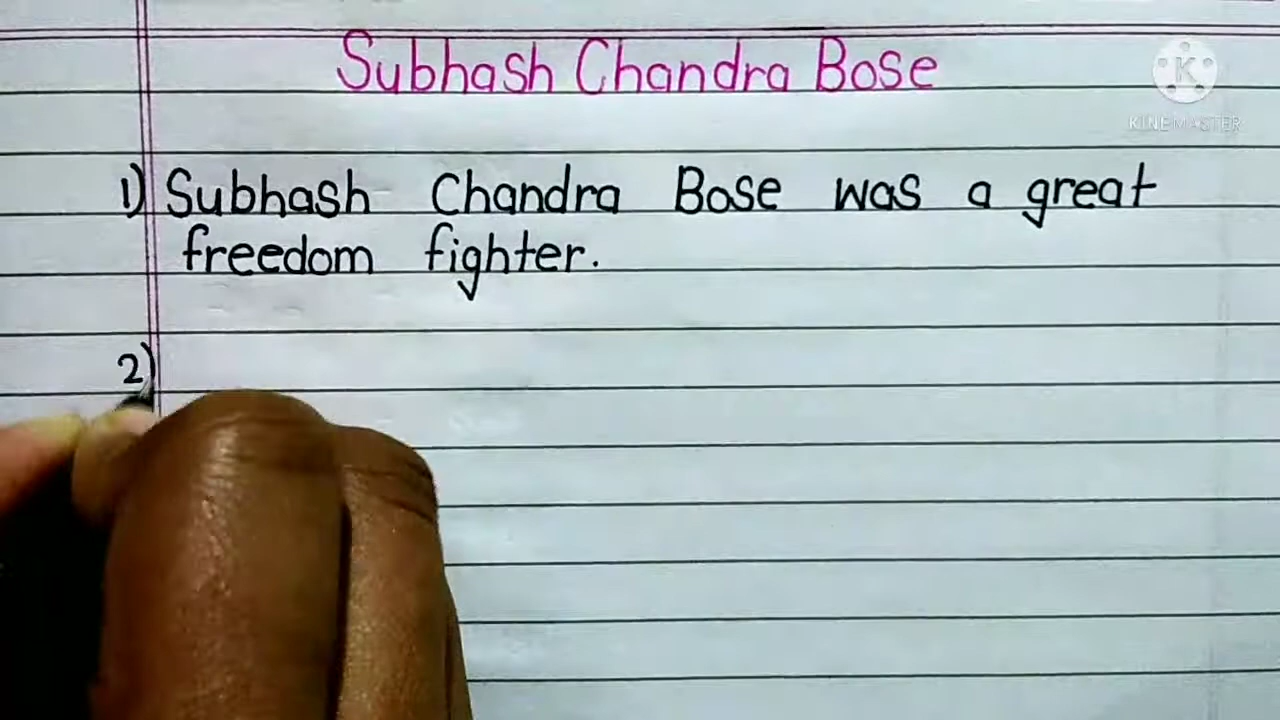 Subhash Chandra Bose
K
KINEMASTER
1) Subhash Chandra Bose was a great
freedom fighter.
2)